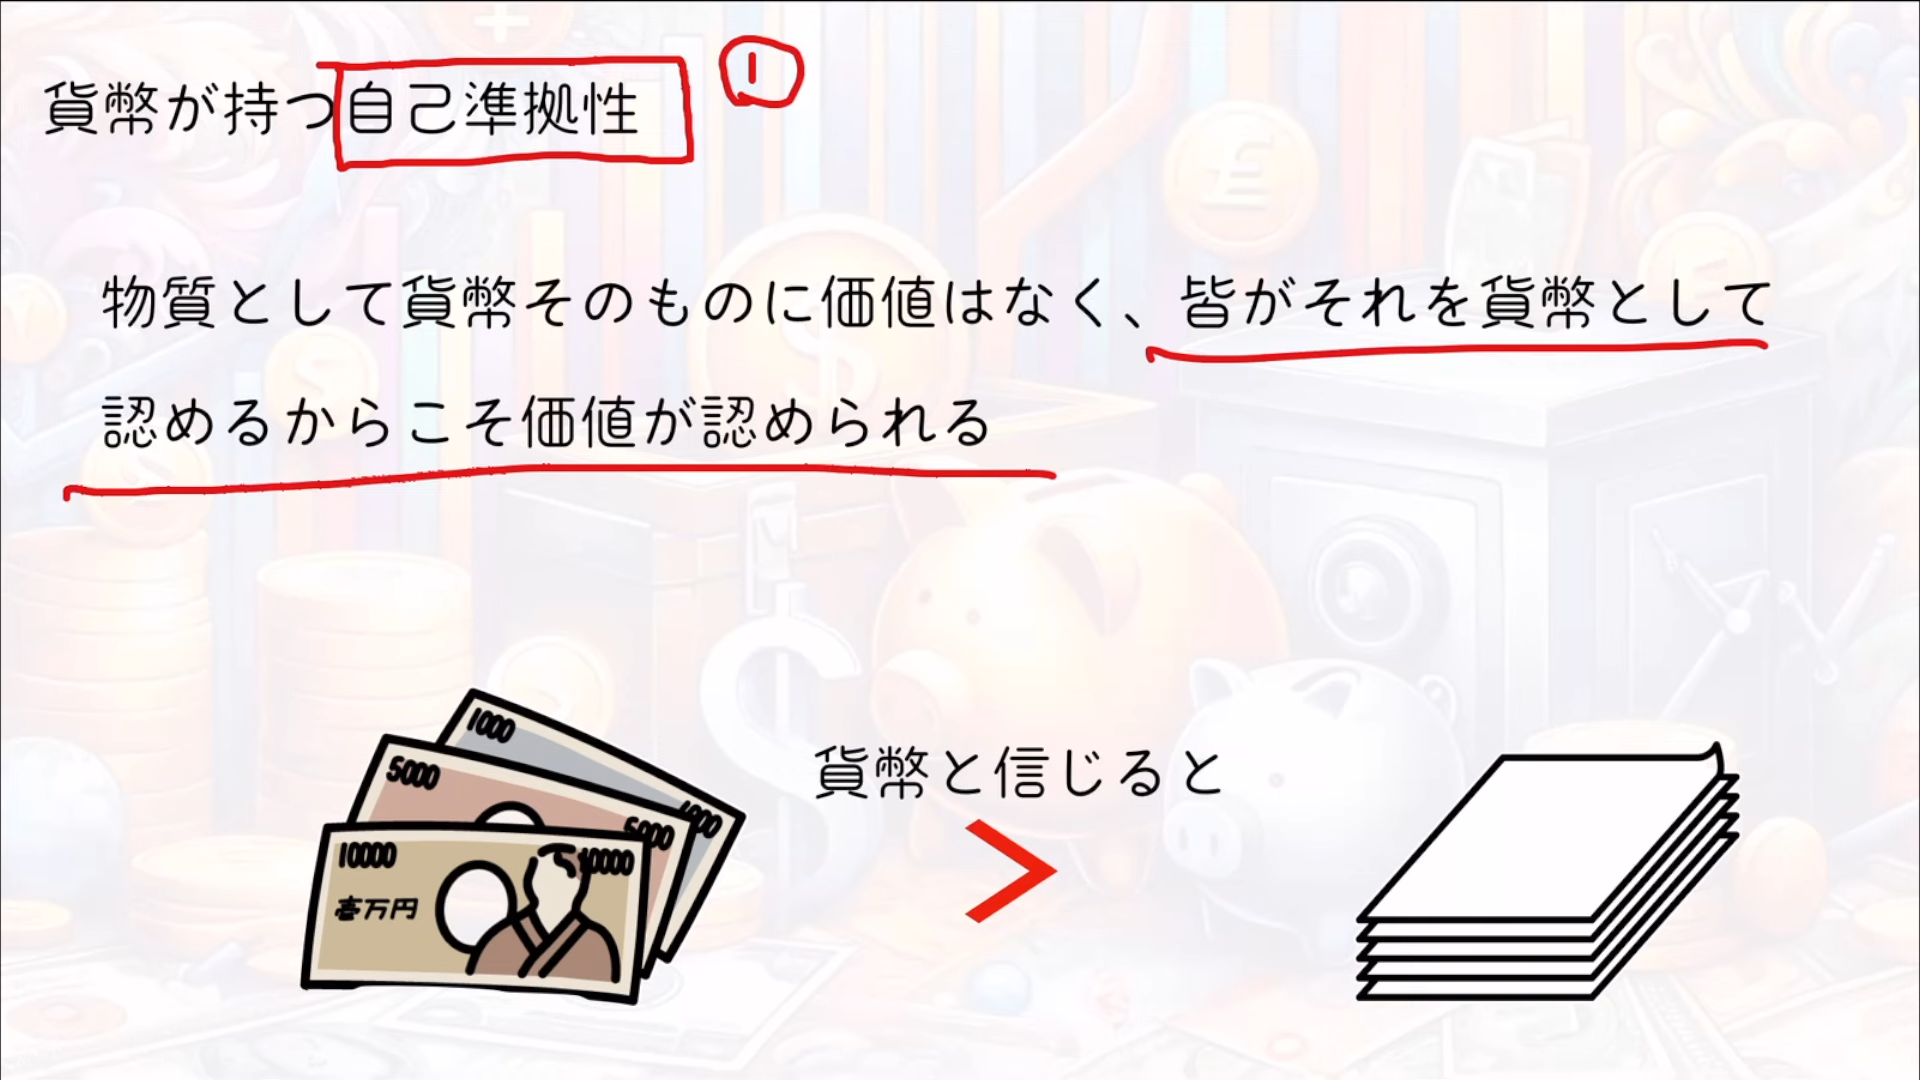 貨幣が持つ自己準拠性 ①
物質として貨幣そのものに価値はなく、皆がそれを貨幣として
認めるからこそ価値が認められる
1000
5000
1000
5000
10000
10000
壱万円
貨幣と信じると
>